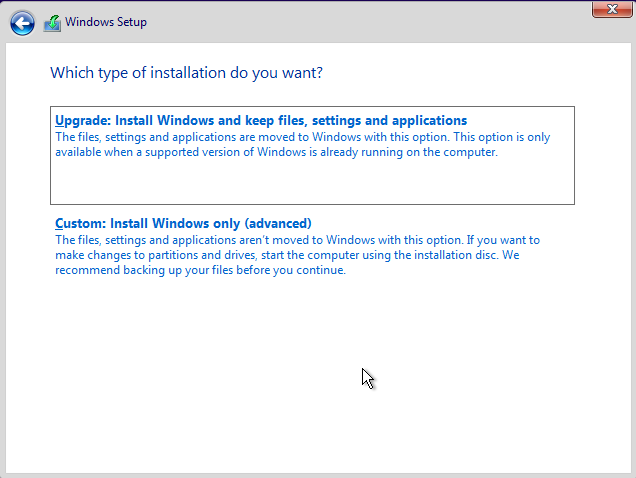 Windows Setup
Which type of installation do you want?
Upgrade: Install Windows and keep files, settings and applications
The files, settings and applications are moved to Windows with this option. This option is only
available when a supported version of Windows is already running on the computer.
Custom: Install Windows only (advanced)
The files, settings and applications aren't moved to Windows with this option. If you want to
make changes to partitions and drives, start the computer using the installation disc. We
recommend backing up your files before you continue.